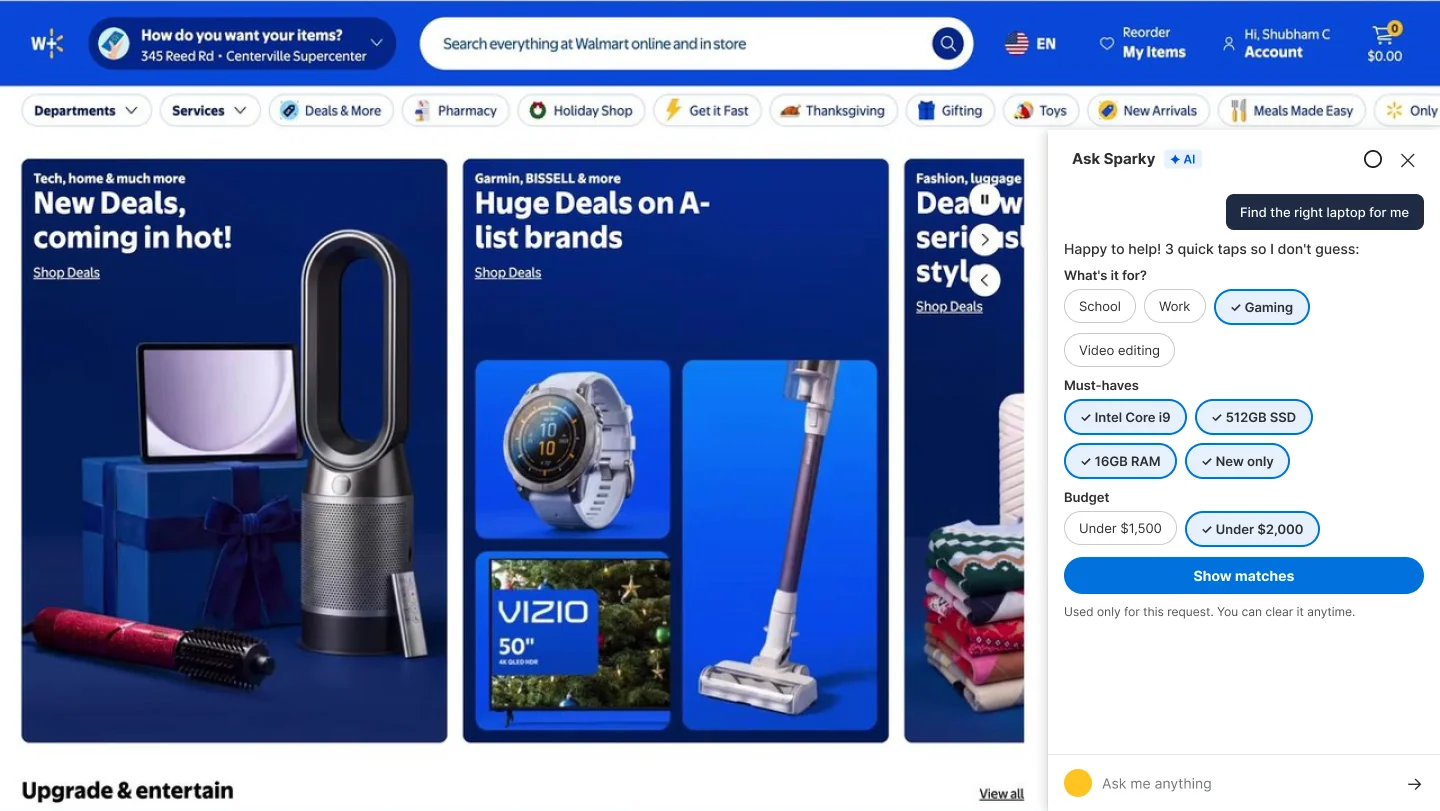 W+
How do you want your items?
345 Reed Rd • Centerville Supercenter
Search everything at Walmart online and in store
EN
Reorder
My Items
Hi, Shubham C
Account
0
$0.00
Departments
Services
Deals & More
Pharmacy
Holiday Shop
Get it Fast
Thanksgiving
Gifting
Toys
New Arrivals
Meals Made Easy
Only
Tech, home & much more
New Deals,
coming in hot!
Shop Deals
Garmin, BISSELL & more
Huge Deals on A-
list brands
Shop Deals
10
10
VIZIO
50"
4K QLED HDR
Fashion, luggage
Shop Deals
Upgrade & entertain
View all
Ask Sparky
AI
Find the right laptop for me
Happy to help! 3 quick taps so I don't guess:
What's it for?
School
Work
✓ Gaming
Video editing
Must-haves
✓ Intel Core i9
✓ 512GB SSD
✓ 16GB RAM
✓ New only
Budget
Under $1,500
✓ Under $2,000
Show matches
Used only for this request. You can clear it anytime.
Ask me anything